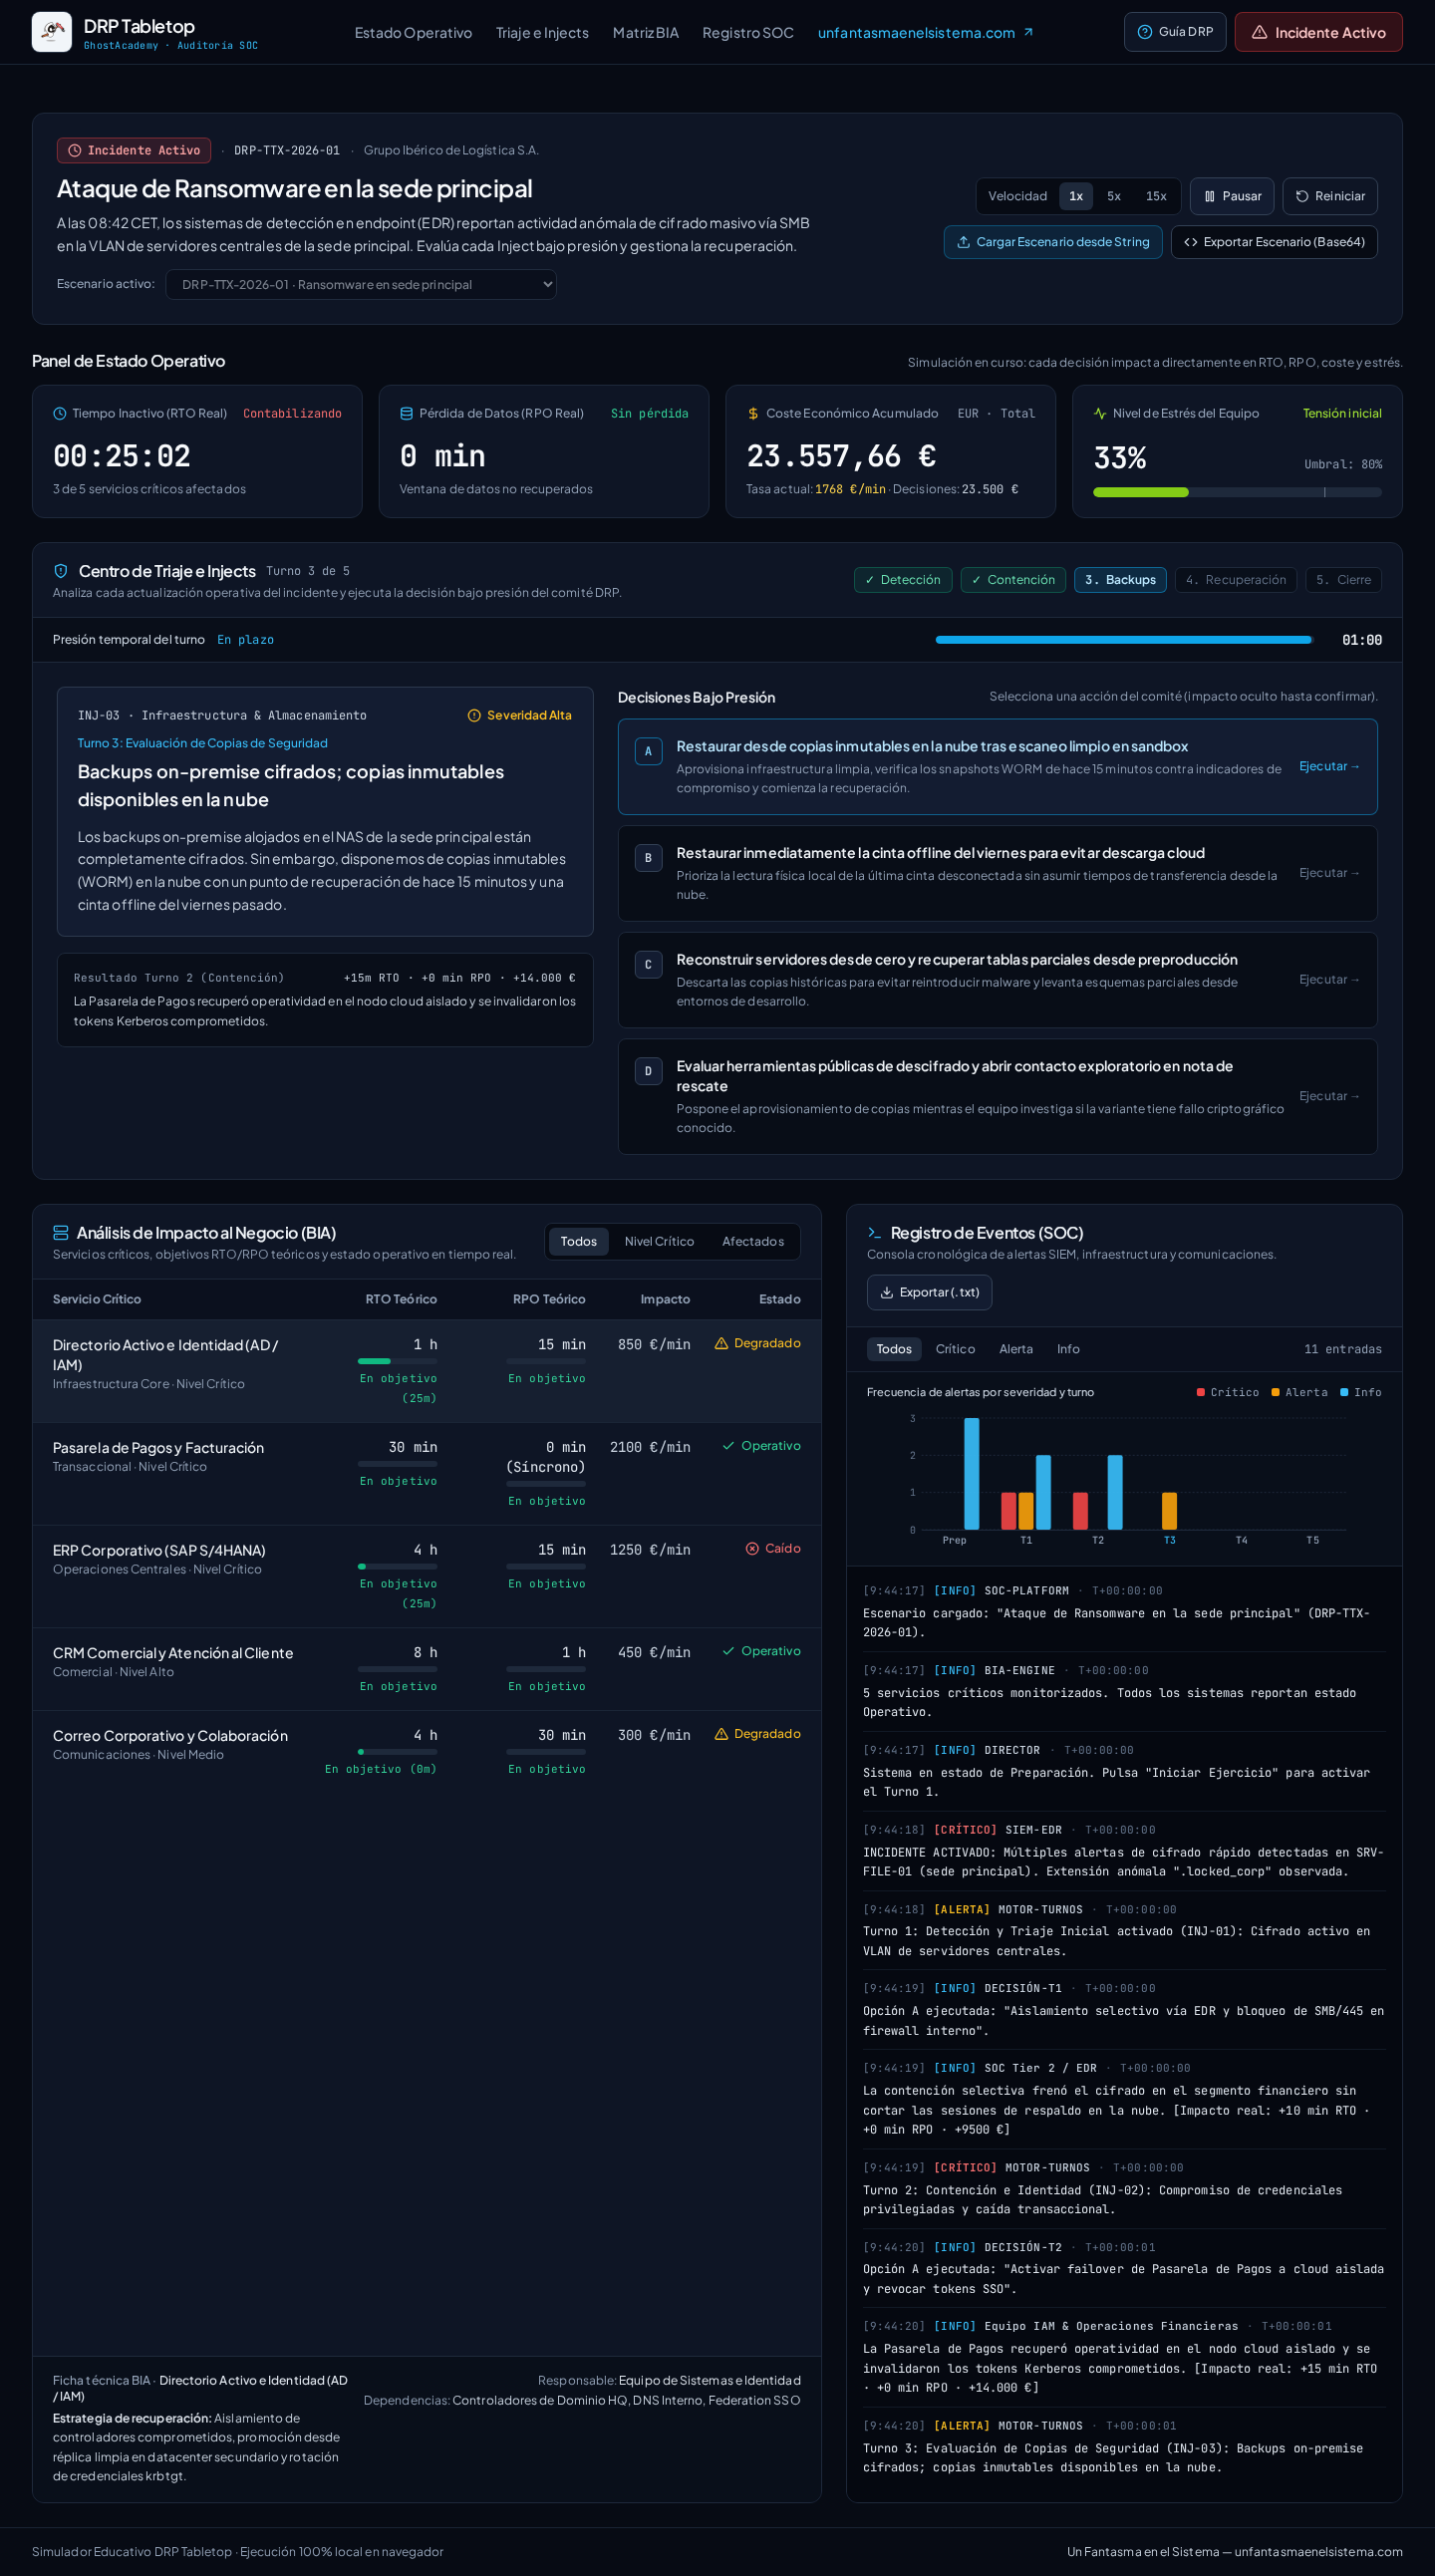 DRP Tabletop
GhostAcademy · Auditoría SOC
Estado Operativo
Triaje e Injects
Matriz BIA
Registro SOC
unfantasmaenelsistema.com
Guía DRP
Incidente Activo
Incidente Activo · DRP-TTX-2026-01 · Grupo Ibérico de Logística S.A.
Ataque de Ransomware en la sede principal
A las 08:42 CET, los sistemas de detección en endpoint (EDR) reportan actividad anómala de cifrado masivo vía SMB
en la VLAN de servidores centrales de la sede principal. Evalúa cada Inject bajo presión y gestiona la recuperación.
Escenario activo: DRP-TTX-2026-01 · Ransomware en sede principal
Velocidad 1x 5x 15x
Pausar
Reiniciar
Cargar Escenario desde String
Exportar Escenario (Base64)
Panel de Estado Operativo
Simulación en curso: cada decisión impacta directamente en RTO, RPO, coste y estrés.
Tiempo Inactivo (RTO Real) Contabilizando
00:25:02
3 de 5 servicios críticos afectados
Pérdida de Datos (RPO Real) Sin pérdida
0 min
Ventana de datos no recuperados
Coste Económico Acumulado EUR · Total
23.557,66 €
Tasa actual: 1768 €/min · Decisiones: 23.500 €
Nivel de Estrés del Equipo Tensión inicial
33% Umbral: 80%
Centro de Triaje e Injects Turno 3 de 5
Analiza cada actualización operativa del incidente y ejecuta la decisión bajo presión del comité DRP.
✓ Detección
✓ Contención
3. Backups
4. Recuperación
5. Cierre
Presión temporal del turno En plazo
01:00
INJ-03 · Infraestructura & Almacenamiento Severidad Alta
Turno 3: Evaluación de Copias de Seguridad
Backups on-premise cifrados; copias inmutables
disponibles en la nube
Los backups on-premise alojados en el NAS de la sede principal están
completamente cifrados. Sin embargo, disponemos de copias inmutables
(WORM) en la nube con un punto de recuperación de hace 15 minutos y una
cinta offline del viernes pasado.
Resultado Turno 2 (Contención) +15m RTO · +0 min RPO · +14.000 €
La Pasarela de Pagos recuperó operatividad en el nodo cloud aislado y se invalidaron los
tokens Kerberos comprometidos.
Decisiones Bajo Presión
Selecciona una acción del comité (impacto oculto hasta confirmar).
A
Restaurar desde copias inmutables en la nube tras escaneo limpio en sandbox
Aprovisiona infraestructura limpia, verifica los snapshots WORM de hace 15 minutos contra indicadores de
compromiso y comienza la recuperación.
Ejecutar →
B
Restaurar inmediatamente la cinta offline del viernes para evitar descarga cloud
Prioriza la lectura física local de la última cinta desconectada sin asumir tiempos de transferencia desde la
nube.
Ejecutar →
C
Reconstruir servidores desde cero y recuperar tablas parciales desde preproducción
Descarta las copias históricas para evitar reintroducir malware y levanta esquemas parciales desde
entornos de desarrollo.
Ejecutar →
D
Evaluar herramientas públicas de descifrado y abrir contacto exploratorio en nota de
rescate
Pospone el aprovisionamiento de copias mientras el equipo investiga si la variante tiene fallo criptográfico
conocido.
Ejecutar →
Análisis de Impacto al Negocio (BIA)
Servicios críticos, objetivos RTO/RPO teóricos y estado operativo en tiempo real.
Todos
Nivel Crítico
Afectados
Servicio Crítico RTO Teórico RPO Teórico Impacto Estado
Directorio Activo e Identidad (AD /
IAM)
Infraestructura Core · Nivel Crítico
1 h
En objetivo
(25m)
15 min
En objetivo
850 €/min
Degradado
Pasarela de Pagos y Facturación
Transaccional · Nivel Crítico
30 min
En objetivo
0 min
(Síncrono)
En objetivo
2100 €/min
Operativo
ERP Corporativo (SAP S/4HANA)
Operaciones Centrales · Nivel Crítico
4 h
En objetivo
(25m)
15 min
En objetivo
1250 €/min
Caído
CRM Comercial y Atención al Cliente
Comercial · Nivel Alto
8 h
En objetivo
1 h
En objetivo
450 €/min
Operativo
Correo Corporativo y Colaboración
Comunicaciones · Nivel Medio
4 h
En objetivo (0m)
30 min
En objetivo
300 €/min
Degradado
Ficha técnica BIA · Directorio Activo e Identidad (AD
/ IAM)
Estrategia de recuperación: Aislamiento de
controladores comprometidos, promoción desde
réplica limpia en datacenter secundario y rotación
de credenciales krbtgt.
Responsable: Equipo de Sistemas e Identidad
Dependencias: Controladores de Dominio HQ, DNS Interno, Federation SSO
Registro de Eventos (SOC)
Consola cronológica de alertas SIEM, infraestructura y comunicaciones.
Exportar (.txt)
Todos
Crítico
Alerta
Info
11 entradas
Frecuencia de alertas por severidad y turno
Crítico Alerta Info
3
2
1
0
Prep T1 T2 T3 T4 T5
[9:44:17] [INFO] SOC-PLATFORM · T+00:00:00
Escenario cargado: "Ataque de Ransomware en la sede principal" (DRP-TTX-
2026-01).
[9:44:17] [INFO] BIA-ENGINE · T+00:00:00
5 servicios críticos monitorizados. Todos los sistemas reportan estado
Operativo.
[9:44:17] [INFO] DIRECTOR · T+00:00:00
Sistema en estado de Preparación. Pulsa "Iniciar Ejercicio" para activar
el Turno 1.
[9:44:18] [CRÍTICO] SIEM-EDR · T+00:00:00
INCIDENTE ACTIVADO: Múltiples alertas de cifrado rápido detectadas en SRV-
FILE-01 (sede principal). Extensión anómala ".locked_corp" observada.
[9:44:18] [ALERTA] MOTOR-TURNOS · T+00:00:00
Turno 1: Detección y Triaje Inicial activado (INJ-01): Cifrado activo en
VLAN de servidores centrales.
[9:44:19] [INFO] DECISIÓN-T1 · T+00:00:00
Opción A ejecutada: "Aislamiento selectivo vía EDR y bloqueo de SMB/445 en
firewall interno".
[9:44:19] [INFO] SOC Tier 2 / EDR · T+00:00:00
La contención selectiva frenó el cifrado en el segmento financiero sin
cortar las sesiones de respaldo en la nube. [Impacto real: +10 min RTO ·
+0 min RPO · +9500 €]
[9:44:19] [CRÍTICO] MOTOR-TURNOS · T+00:00:00
Turno 2: Contención e Identidad (INJ-02): Compromiso de credenciales
privilegiadas y caída transaccional.
[9:44:20] [INFO] DECISIÓN-T2 · T+00:00:01
Opción A ejecutada: "Activar failover de Pasarela de Pagos a cloud aislada
y revocar tokens SSO".
[9:44:20] [INFO] Equipo IAM & Operaciones Financieras · T+00:00:01
La Pasarela de Pagos recuperó operatividad en el nodo cloud aislado y se
invalidaron los tokens Kerberos comprometidos. [Impacto real: +15 min RTO
· +0 min RPO · +14.000 €]
[9:44:20] [ALERTA] MOTOR-TURNOS · T+00:00:01
Turno 3: Evaluación de Copias de Seguridad (INJ-03): Backups on-premise
cifrados; copias inmutables disponibles en la nube.
Simulador Educativo DRP Tabletop · Ejecución 100% local en navegador
Un Fantasma en el Sistema — unfantasmaenelsistema.com